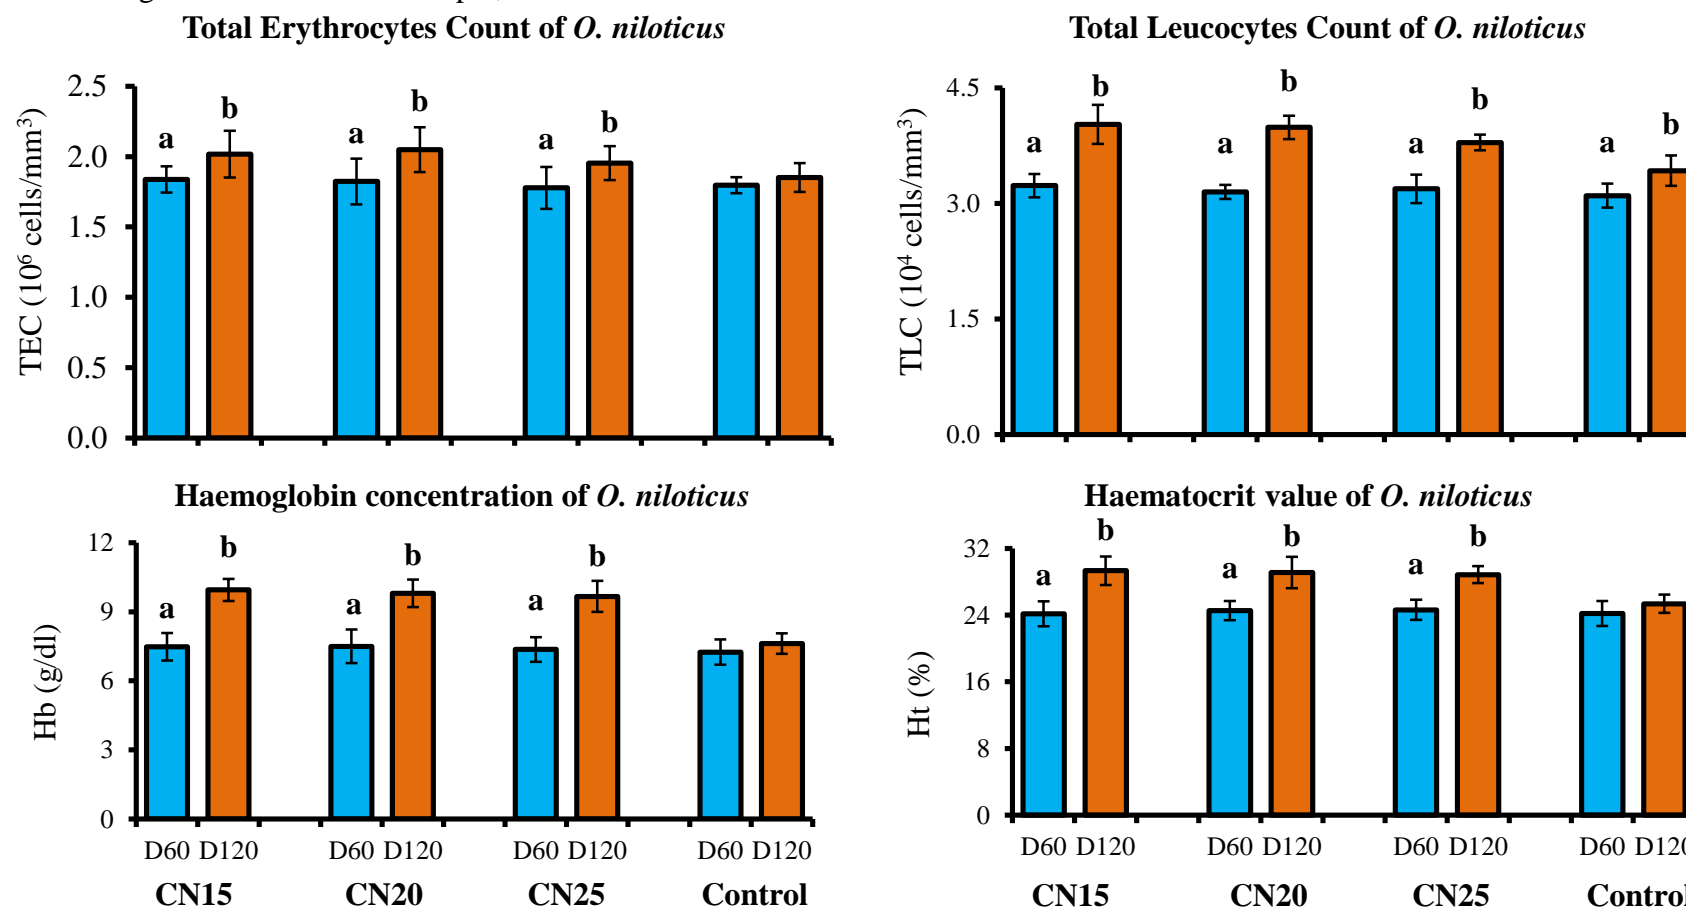 Total Erythrocytes Count of O. niloticus
TEC (10⁶ cells/mm³)
2.5
2.0
1.5
1.0
0.5
0.0
a b a b a b
Total Leucocytes Count of O. niloticus
TLC (10⁴ cells/mm³)
4.5
3.0
1.5
0.0
a b a b a b a b
Haemoglobin concentration of O. niloticus
Hb (g/dl)
12
9
6
3
0
a b a b a b
D60 D120 D60 D120 D60 D120 D60 D120
CN15 CN20 CN25 Control
Haematocrit value of O. niloticus
Ht (%)
32
24
16
8
0
a b a b a b
D60 D120 D60 D120 D60 D120 D60 D120
CN15 CN20 CN25 Control